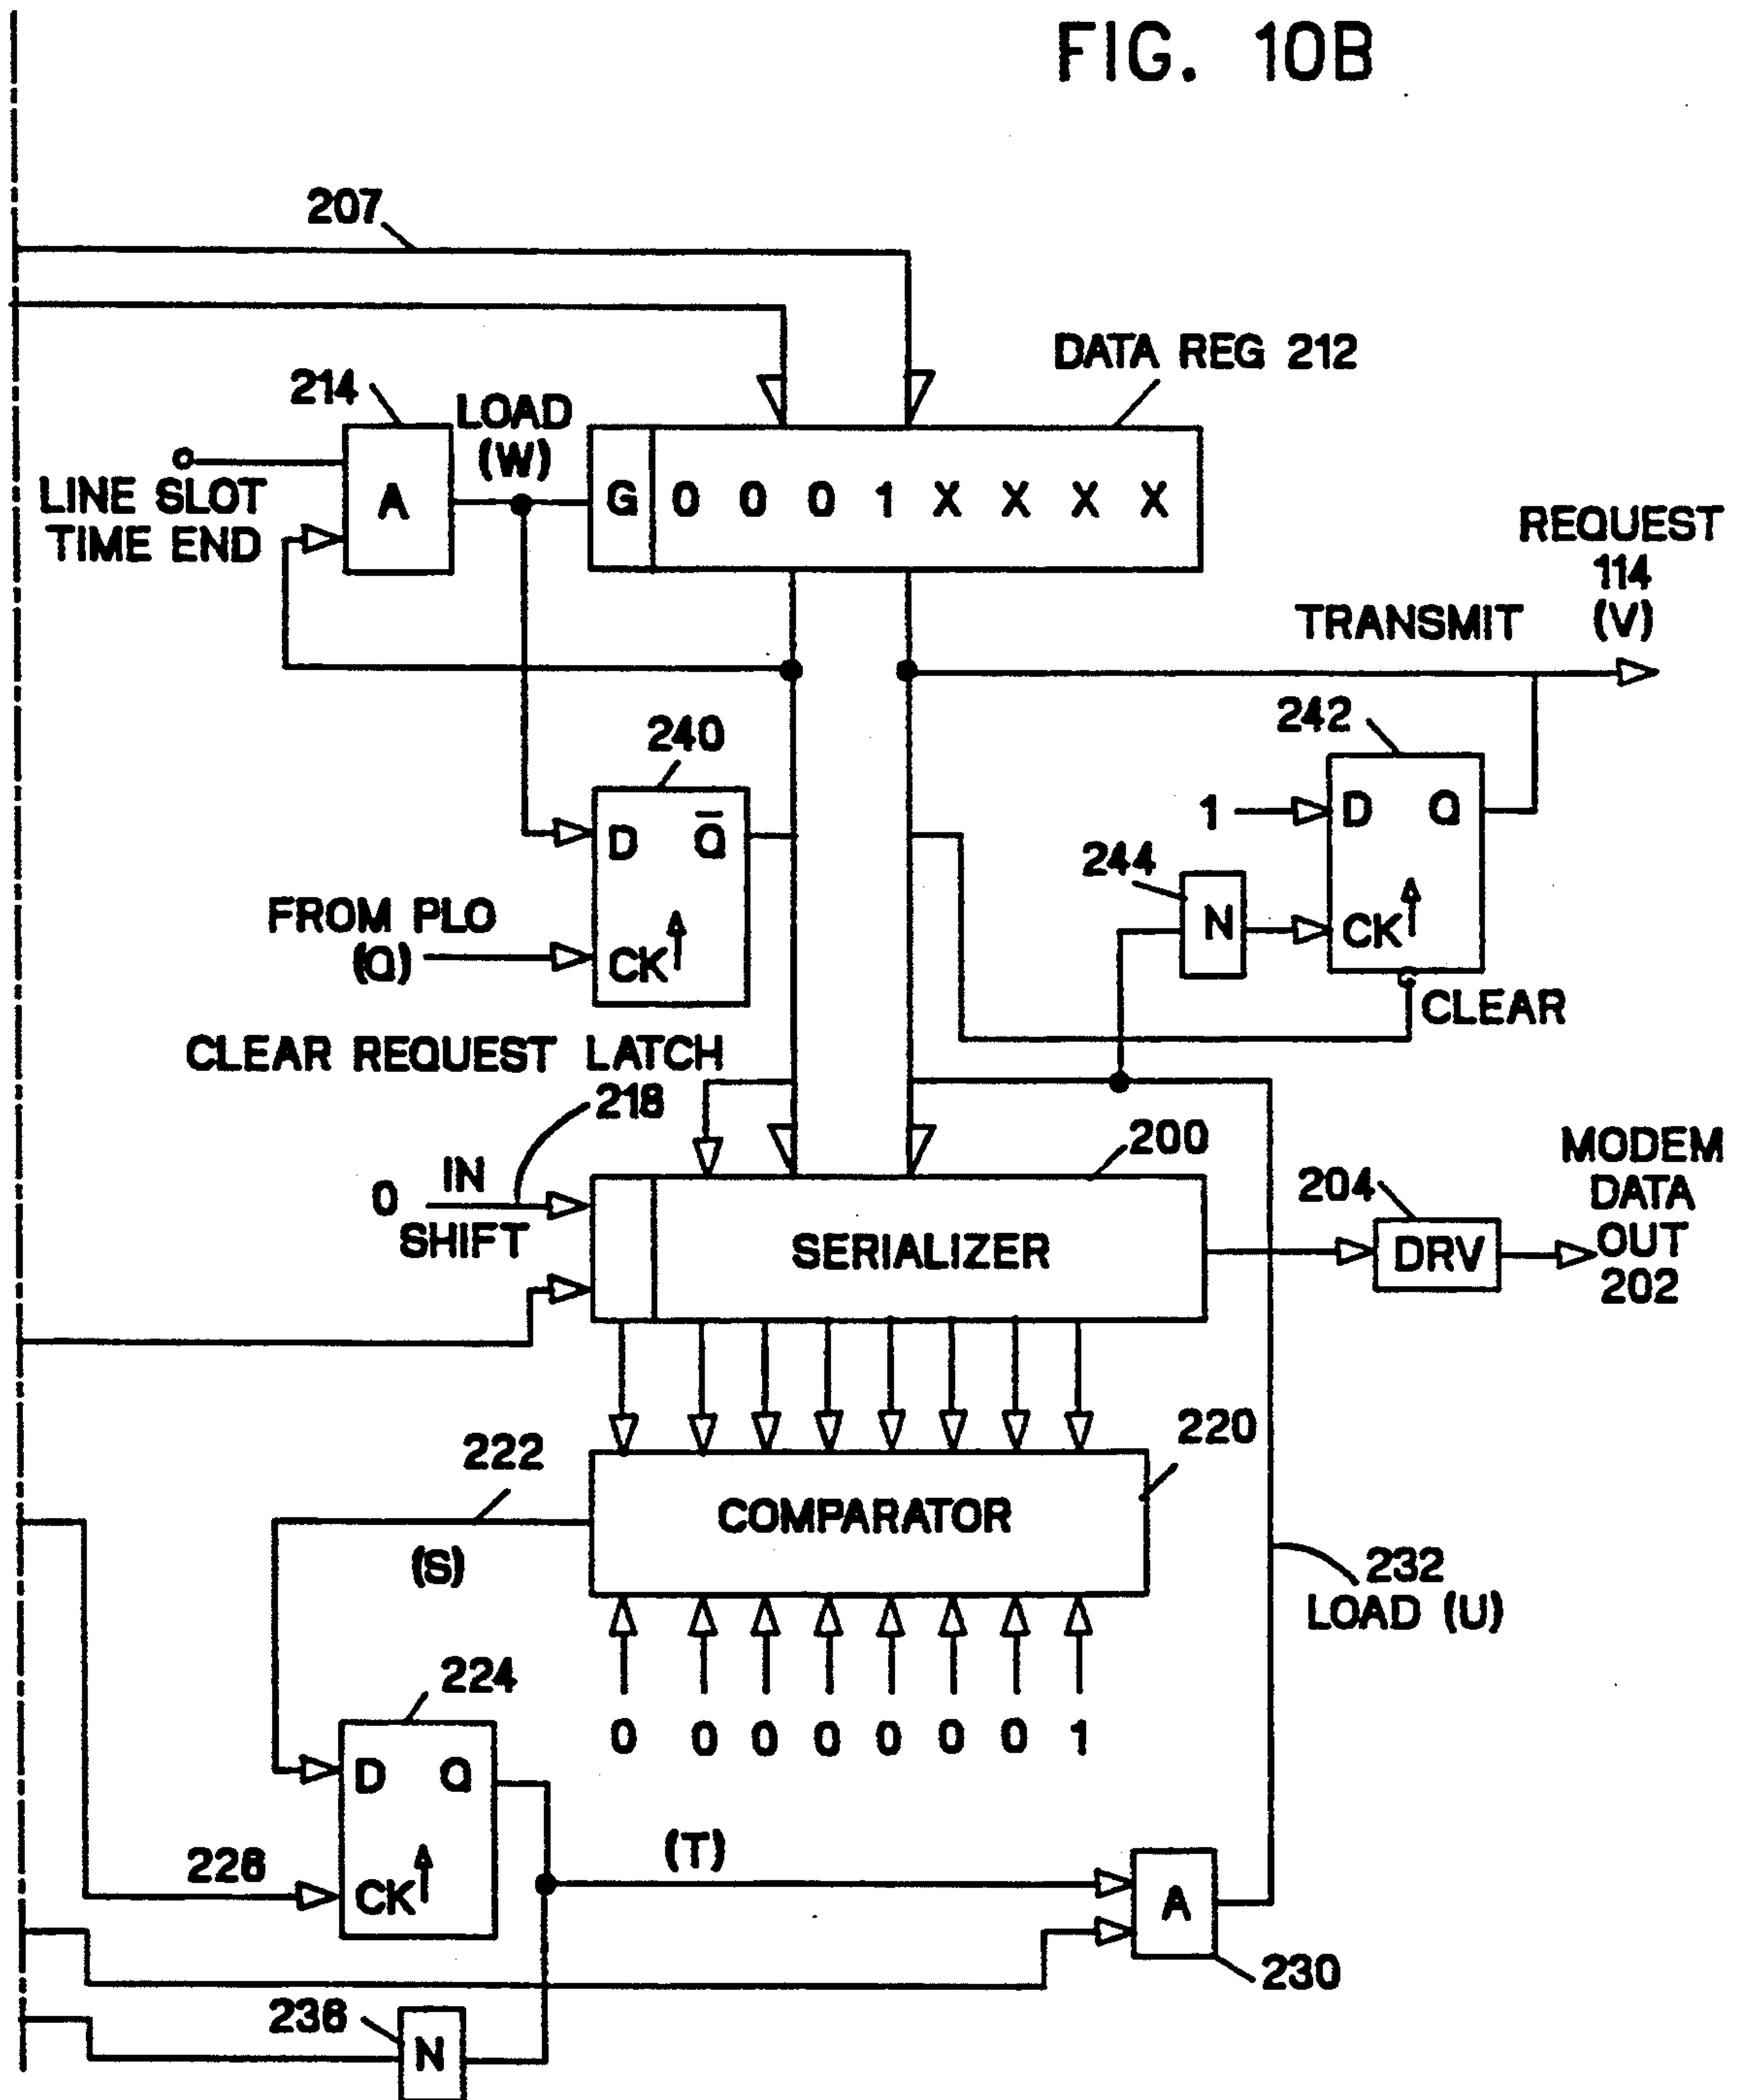 FIG. 10B
207
DATA REG 212
214
LOAD
(W)
LINE SLOT
TIME END
A
G 0 0 0 1 X X X X
REQUEST
114
(V)
TRANSMIT
240
242
D Q̅
CK
1
D Q
CK
244
N
FROM PLO
(Q)
CLEAR
CLEAR REQUEST LATCH
218
200
0 IN
SHIFT
SERIALIZER
204
DRV
MODEM
DATA
OUT
202
222
220
(S)
COMPARATOR
232
LOAD (U)
0 0 0 0 0 0 0 1
224
D Q
CK
226
(T)
A
230
236
N